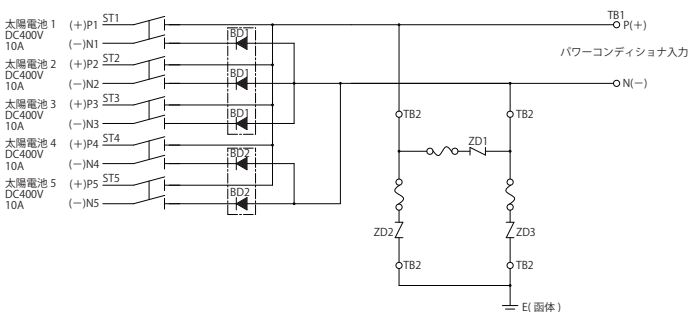 太陽電池 1
DC400V
10A
(+)P1
ST1
(−)N1
BD1
太陽電池 2
DC400V
10A
(+)P2
ST2
(−)N2
BD1
太陽電池 3
DC400V
10A
(+)P3
ST3
(−)N3
BD1
太陽電池 4
DC400V
10A
(+)P4
ST4
(−)N4
BD2
太陽電池 5
DC400V
10A
(+)P5
ST5
(−)N5
BD2
TB1
P(+)
パワーコンディショナ入力
N(−)
TB2
TB2
ZD1
ZD2
ZD3
TB2
TB2
E( 函体 )